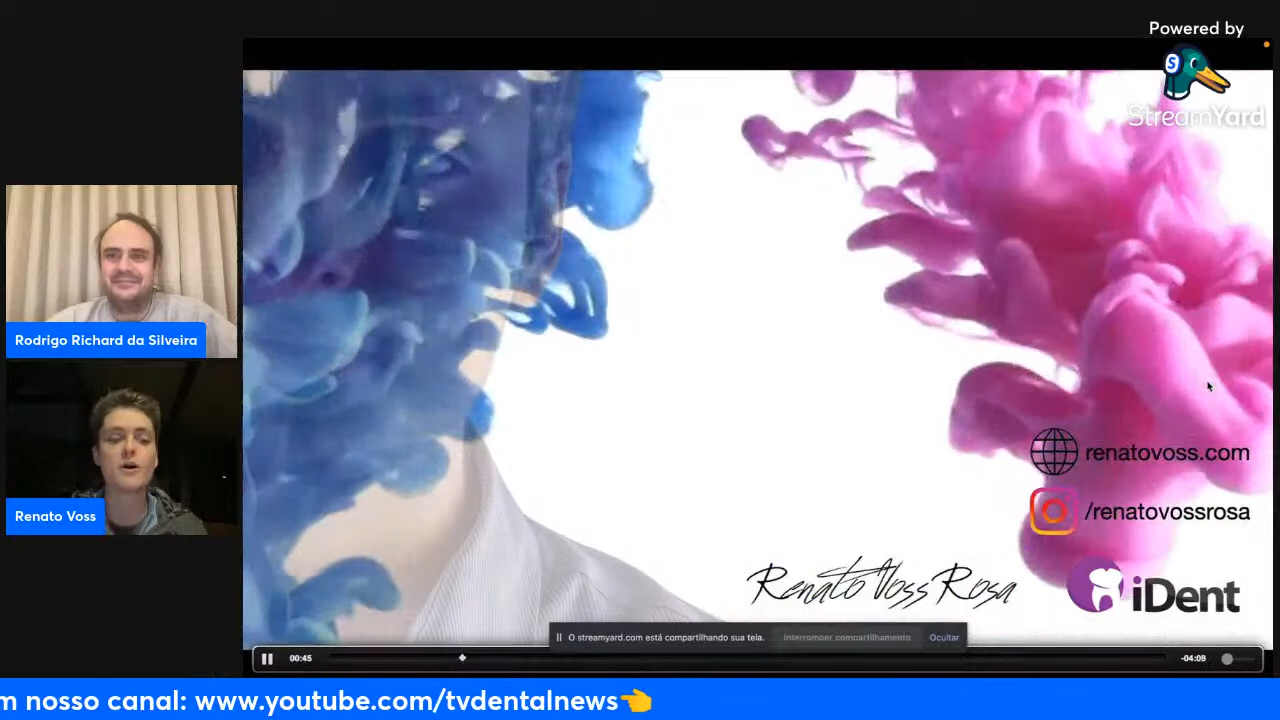 Powered by
StreamYard
Rodrigo Richard da Silveira
Renato Voss
renatovoss.com
/renatovossrosa
Renato Voss Rosa
iDent
O streamyard.com está compartilhando sua tela.
Interromper compartilhamento
Ocultar
00:45
-04:08
m nosso canal: www.youtube.com/tvdentalnews👈